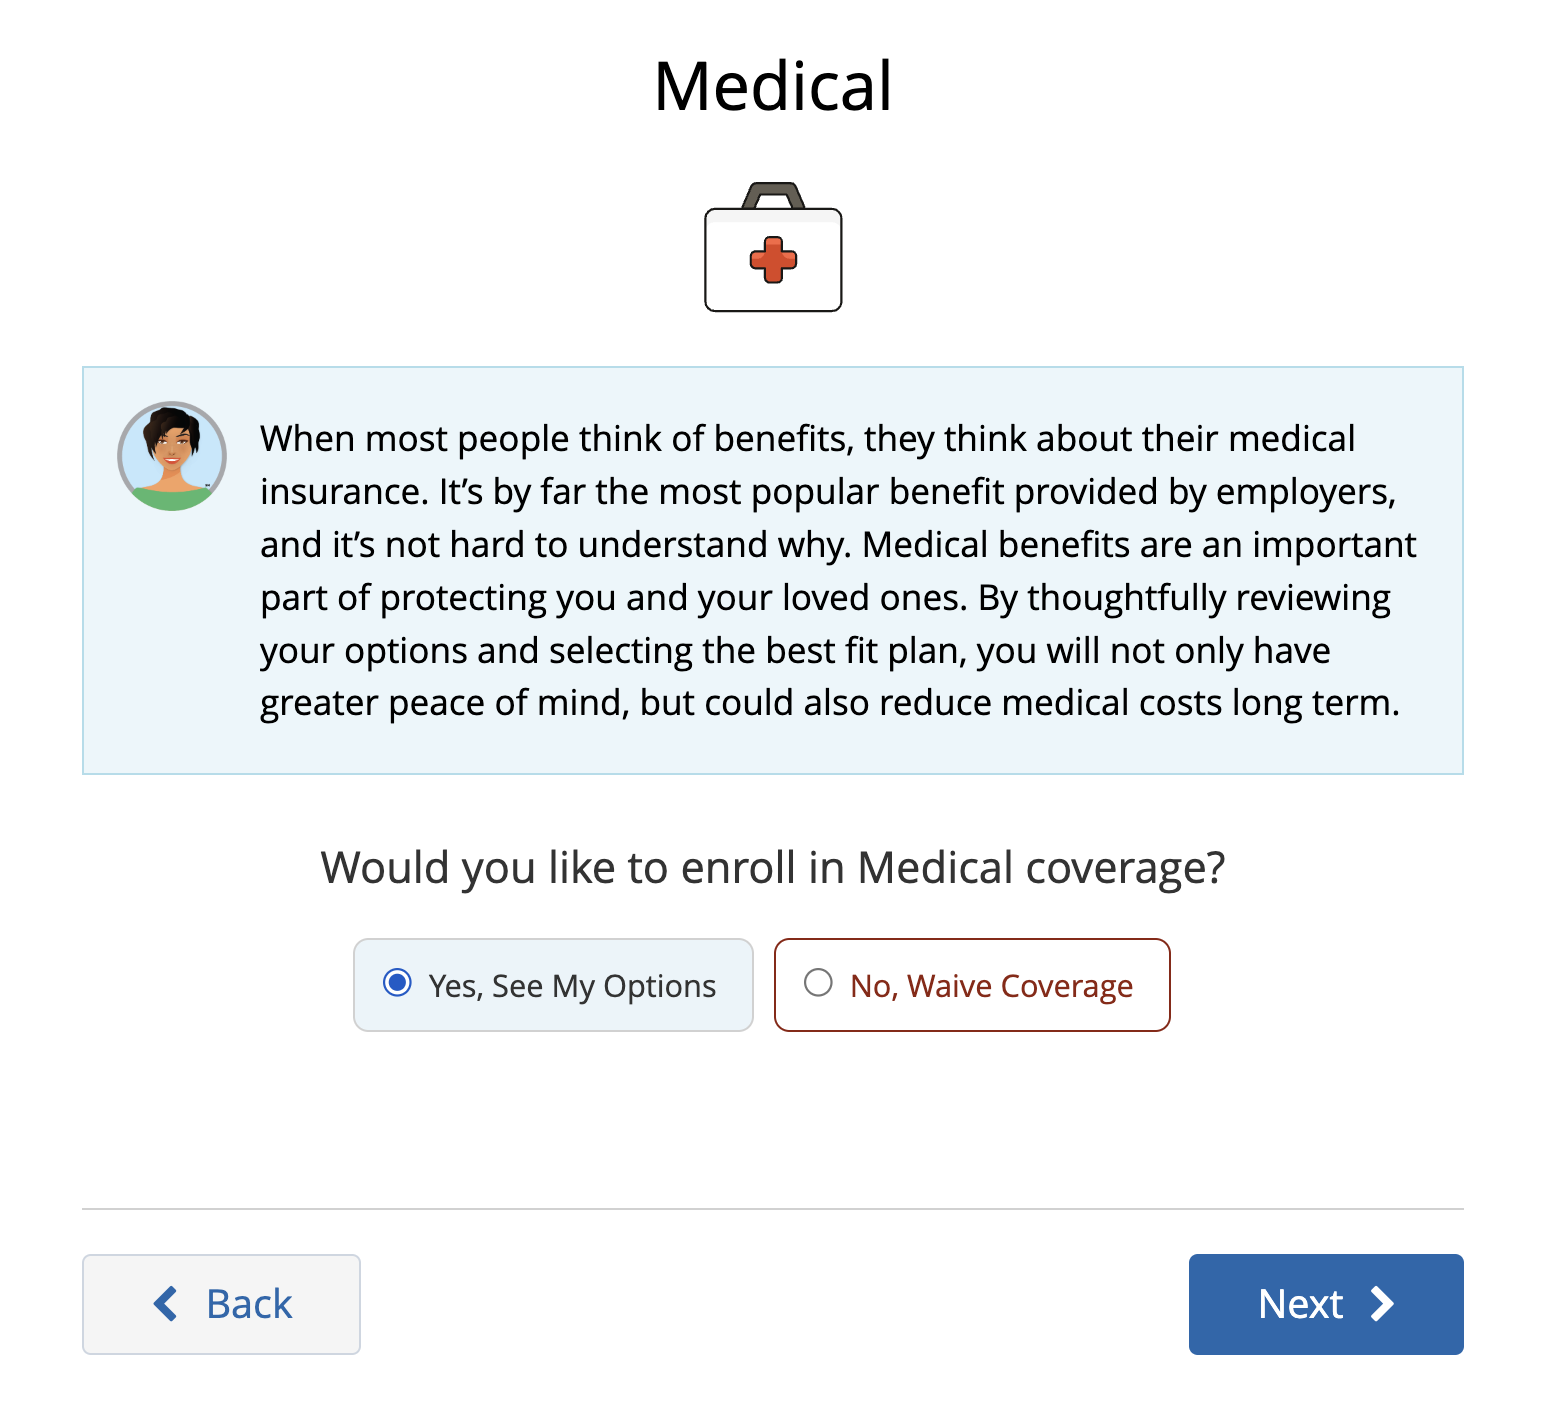 Medical
When most people think of benefits, they think about their medical
insurance. It’s by far the most popular benefit provided by employers,
and it’s not hard to understand why. Medical benefits are an important
part of protecting you and your loved ones. By thoughtfully reviewing
your options and selecting the best fit plan, you will not only have
greater peace of mind, but could also reduce medical costs long term.
Would you like to enroll in Medical coverage?
Yes, See My Options
No, Waive Coverage
Back
Next